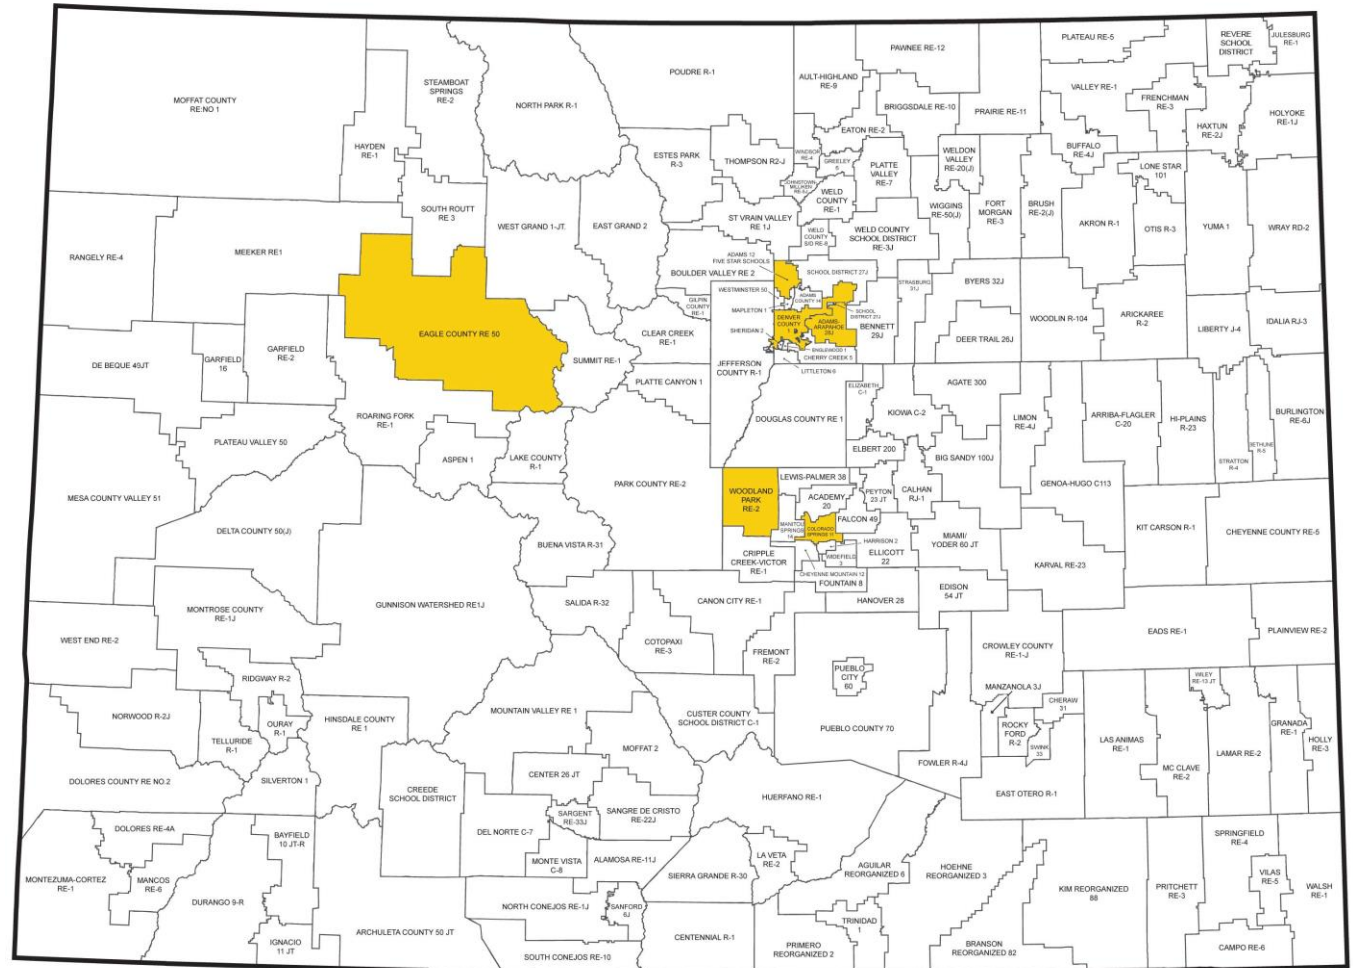 PLATEAU RE-5
REVERE
SCHOOL
DISTRICT
JULESBURG
RE-1
PAWNEE RE-12
POUDRE R-1
AULT-HIGHLAND
RE-9
STEAMBOAT
SPRINGS
RE-2
MOFFAT COUNTY
RE:NO 1
NORTH PARK R-1
VALLEY RE-1
FRENCHMAN
RE-3
BRIGGSDALE RE-10
PRAIRIE RE-11
HOLYOKE
RE-1J
HAXTUN
RE-2J
EATON RE-2
HAYDEN
RE-1
ESTES PARK
R-3
THOMPSON R2-J
WINDSOR
RE-4
GREELEY
6
PLATTE
VALLEY
RE-7
WELDON
VALLEY
RE-20(J)
BUFFALO
RE-4J
LONE STAR
101
JOHNSTOWN-
MILLIKEN
RE-5J
WELD
COUNTY
RE-1
SOUTH ROUTT
RE 3
WEST GRAND 1-JT.
EAST GRAND 2
ST VRAIN VALLEY
RE 1J
WIGGINS
RE-50(J)
FORT
MORGAN
RE-3
BRUSH
RE-2(J)
AKRON R-1
OTIS R-3
YUMA 1
WRAY RD-2
WELD
COUNTY
S/D RE-8
WELD COUNTY
SCHOOL DISTRICT
RE-3J
RANGELY RE-4
MEEKER RE1
ADAMS 12
FIVE STAR SCHOOLS
BOULDER VALLEY RE 2
SCHOOL DISTRICT 27J
STRASBURG
31J
BYERS 32J
WESTMINSTER 50
ADAMS
COUNTY 14
GILPIN
COUNTY
RE-1
MAPLETON 1
SCHOOL
DISTRICT 27J
DENVER
COUNTY
1
ADAMS-
ARAPAHOE
28J
BENNETT
29J
WOODLIN R-104
ARICKAREE
R-2
LIBERTY J-4
IDALIA RJ-3
EAGLE COUNTY RE 50
CLEAR CREEK
RE-1
SHERIDAN 2
DEER TRAIL 26J
ENGLEWOOD 1
CHERRY CREEK 5
LITTLETON 6
DE BEQUE 49JT
GARFIELD
16
GARFIELD
RE-2
SUMMIT RE-1
JEFFERSON
COUNTY R-1
PLATTE CANYON 1
ELIZABETH
C-1
AGATE 300
KIOWA C-2
DOUGLAS COUNTY RE 1
LIMON
RE-4J
ARRIBA-FLAGLER
C-20
HI-PLAINS
R-23
BURLINGTON
RE-6J
ROARING FORK
RE-1
PLATEAU VALLEY 50
ASPEN 1
LAKE COUNTY
R-1
ELBERT 200
BIG SANDY 100J
STRATTON
R-4
BETHUNE
R-5
MESA COUNTY VALLEY 51
PARK COUNTY RE-2
WOODLAND
PARK
RE-2
LEWIS-PALMER 38
ACADEMY
20
PEYTON
23 JT
CALHAN
RJ-1
GENOA-HUGO C113
DELTA COUNTY 50(J)
MANITOU
SPRINGS
14
COLORADO
SPRINGS 11
FALCON 49
KIT CARSON R-1
CHEYENNE COUNTY RE-5
BUENA VISTA R-31
HARRISON 2
MIAMI/
YODER 60 JT
CRIPPLE
CREEK-VICTOR
RE-1
WIDEFIELD
3
ELLICOTT
22
KARVAL RE-23
CHEYENNE MOUNTAIN 12
FOUNTAIN 8
EDISON
54 JT
MONTROSE COUNTY
RE-1J
GUNNISON WATERSHED RE1J
SALIDA R-32
CANON CITY RE-1
HANOVER 28
WEST END RE-2
COTOPAXI
RE-3
FREMONT
RE-2
CROWLEY COUNTY
RE-1-J
EADS RE-1
PLAINVIEW RE-2
RIDGWAY R-2
PUEBLO
CITY
60
WILEY
RE-13 JT
MANZANOLA 3J
CHERAW
31
NORWOOD R-2J
TELLURIDE
R-1
OURAY
R-1
HINSDALE COUNTY
RE 1
MOUNTAIN VALLEY RE 1
CUSTER COUNTY
SCHOOL DISTRICT C-1
PUEBLO COUNTY 70
ROCKY
FORD
R-2
SWINK
33
LAS ANIMAS
RE-1
MC CLAVE
RE-2
LAMAR RE-2
GRANADA
RE-1
HOLLY
RE-3
MOFFAT 2
FOWLER R-4J
DOLORES COUNTY RE NO.2
SILVERTON 1
CENTER 26 JT
CREEDE
SCHOOL DISTRICT
HUERFANO RE-1
EAST OTERO R-1
SARGENT
RE-33J
SANGRE DE CRISTO
RE-22J
DOLORES RE-4A
BAYFIELD
10 JT-R
DEL NORTE C-7
SPRINGFIELD
RE-4
MONTE VISTA
C-8
ALAMOSA RE-11J
LA VETA
RE-2
SIERRA GRANDE R-30
AGUILAR
REORGANIZED 6
HOEHNE
REORGANIZED 3
MONTEZUMA-CORTEZ
RE-1
MANCOS
RE-6
DURANGO 9-R
KIM REORGANIZED
88
PRITCHETT
RE-3
VILAS
RE-5
WALSH
RE-1
NORTH CONEJOS RE-1J
SANFORD
6J
TRINIDAD
1
IGNACIO
11 JT
ARCHULETA COUNTY 50 JT
CENTENNIAL R-1
PRIMERO
REORGANIZED 2
BRANSON
REORGANIZED 82
CAMPO RE-6
SOUTH CONEJOS RE-10